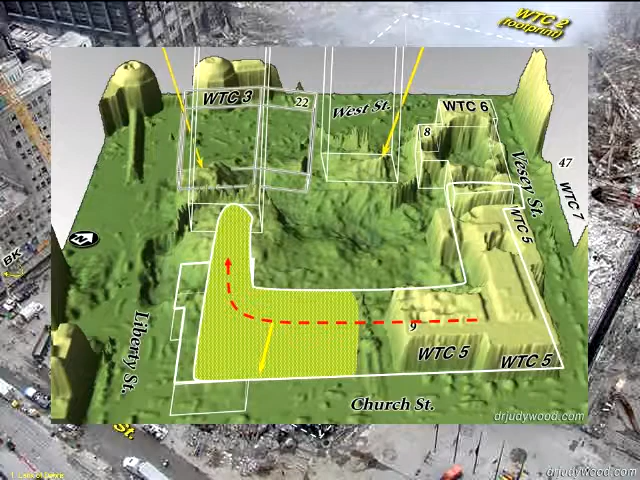 WTC 2
(footprint)
WTC 3
22
West St.
WTC 6
8
Vesey St.
47
WTC 7
WTC 5
BK
Liberty St.
9
WTC 5
WTC 5
Church St.
drjudywood.com
St.
drjudywood.com